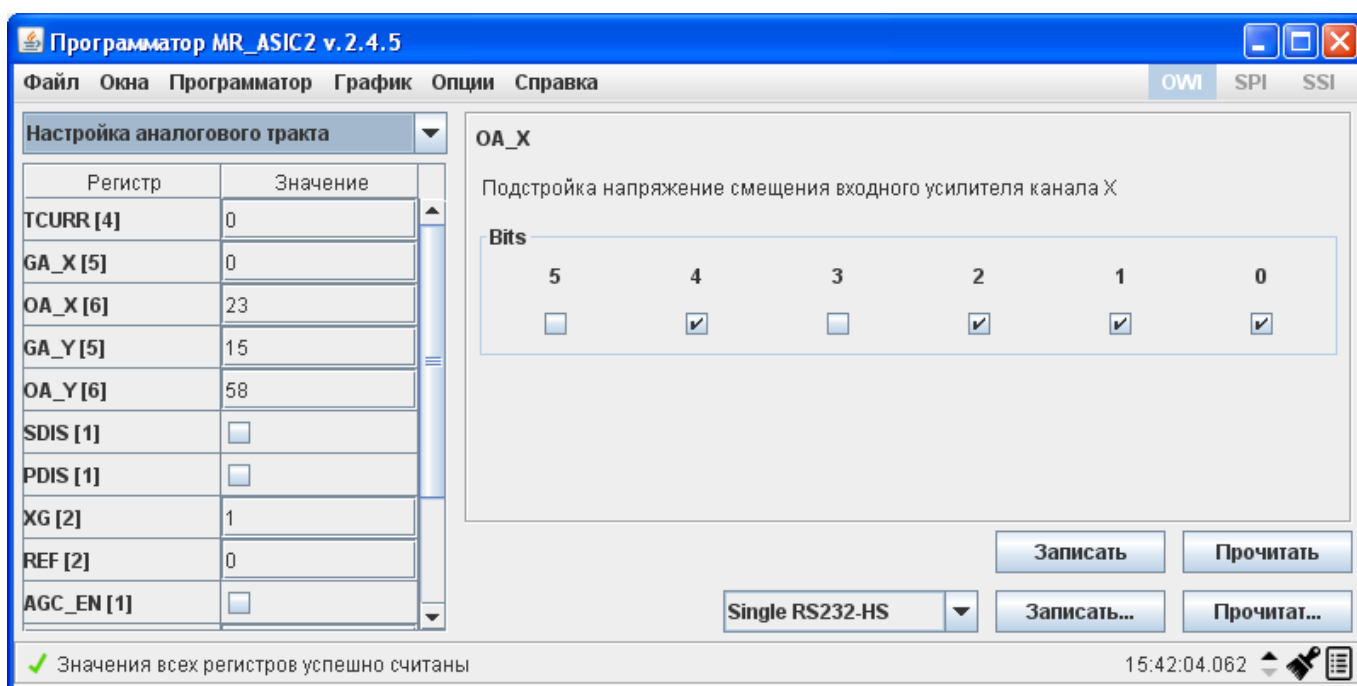 Программатор MR_ASIC2 v.2.4.5
Файл Окна Программатор График Опции Справка OWI SPI SSI
Настройка аналогового тракта
Регистр Значение
TCURR [4] 0
GA_X [5] 0
OA_X [6] 23
GA_Y [5] 15
OA_Y [6] 58
SDIS [1]
PDIS [1]
XG [2] 1
REF [2] 0
AGC_EN [1]
OA_X
Подстройка напряжение смещения входного усилителя канала X
Bits
5 4 3 2 1 0
Записать Прочитать
Single RS232-HS Записать... Прочитат...
Значения всех регистров успешно считаны 15:42:04.062